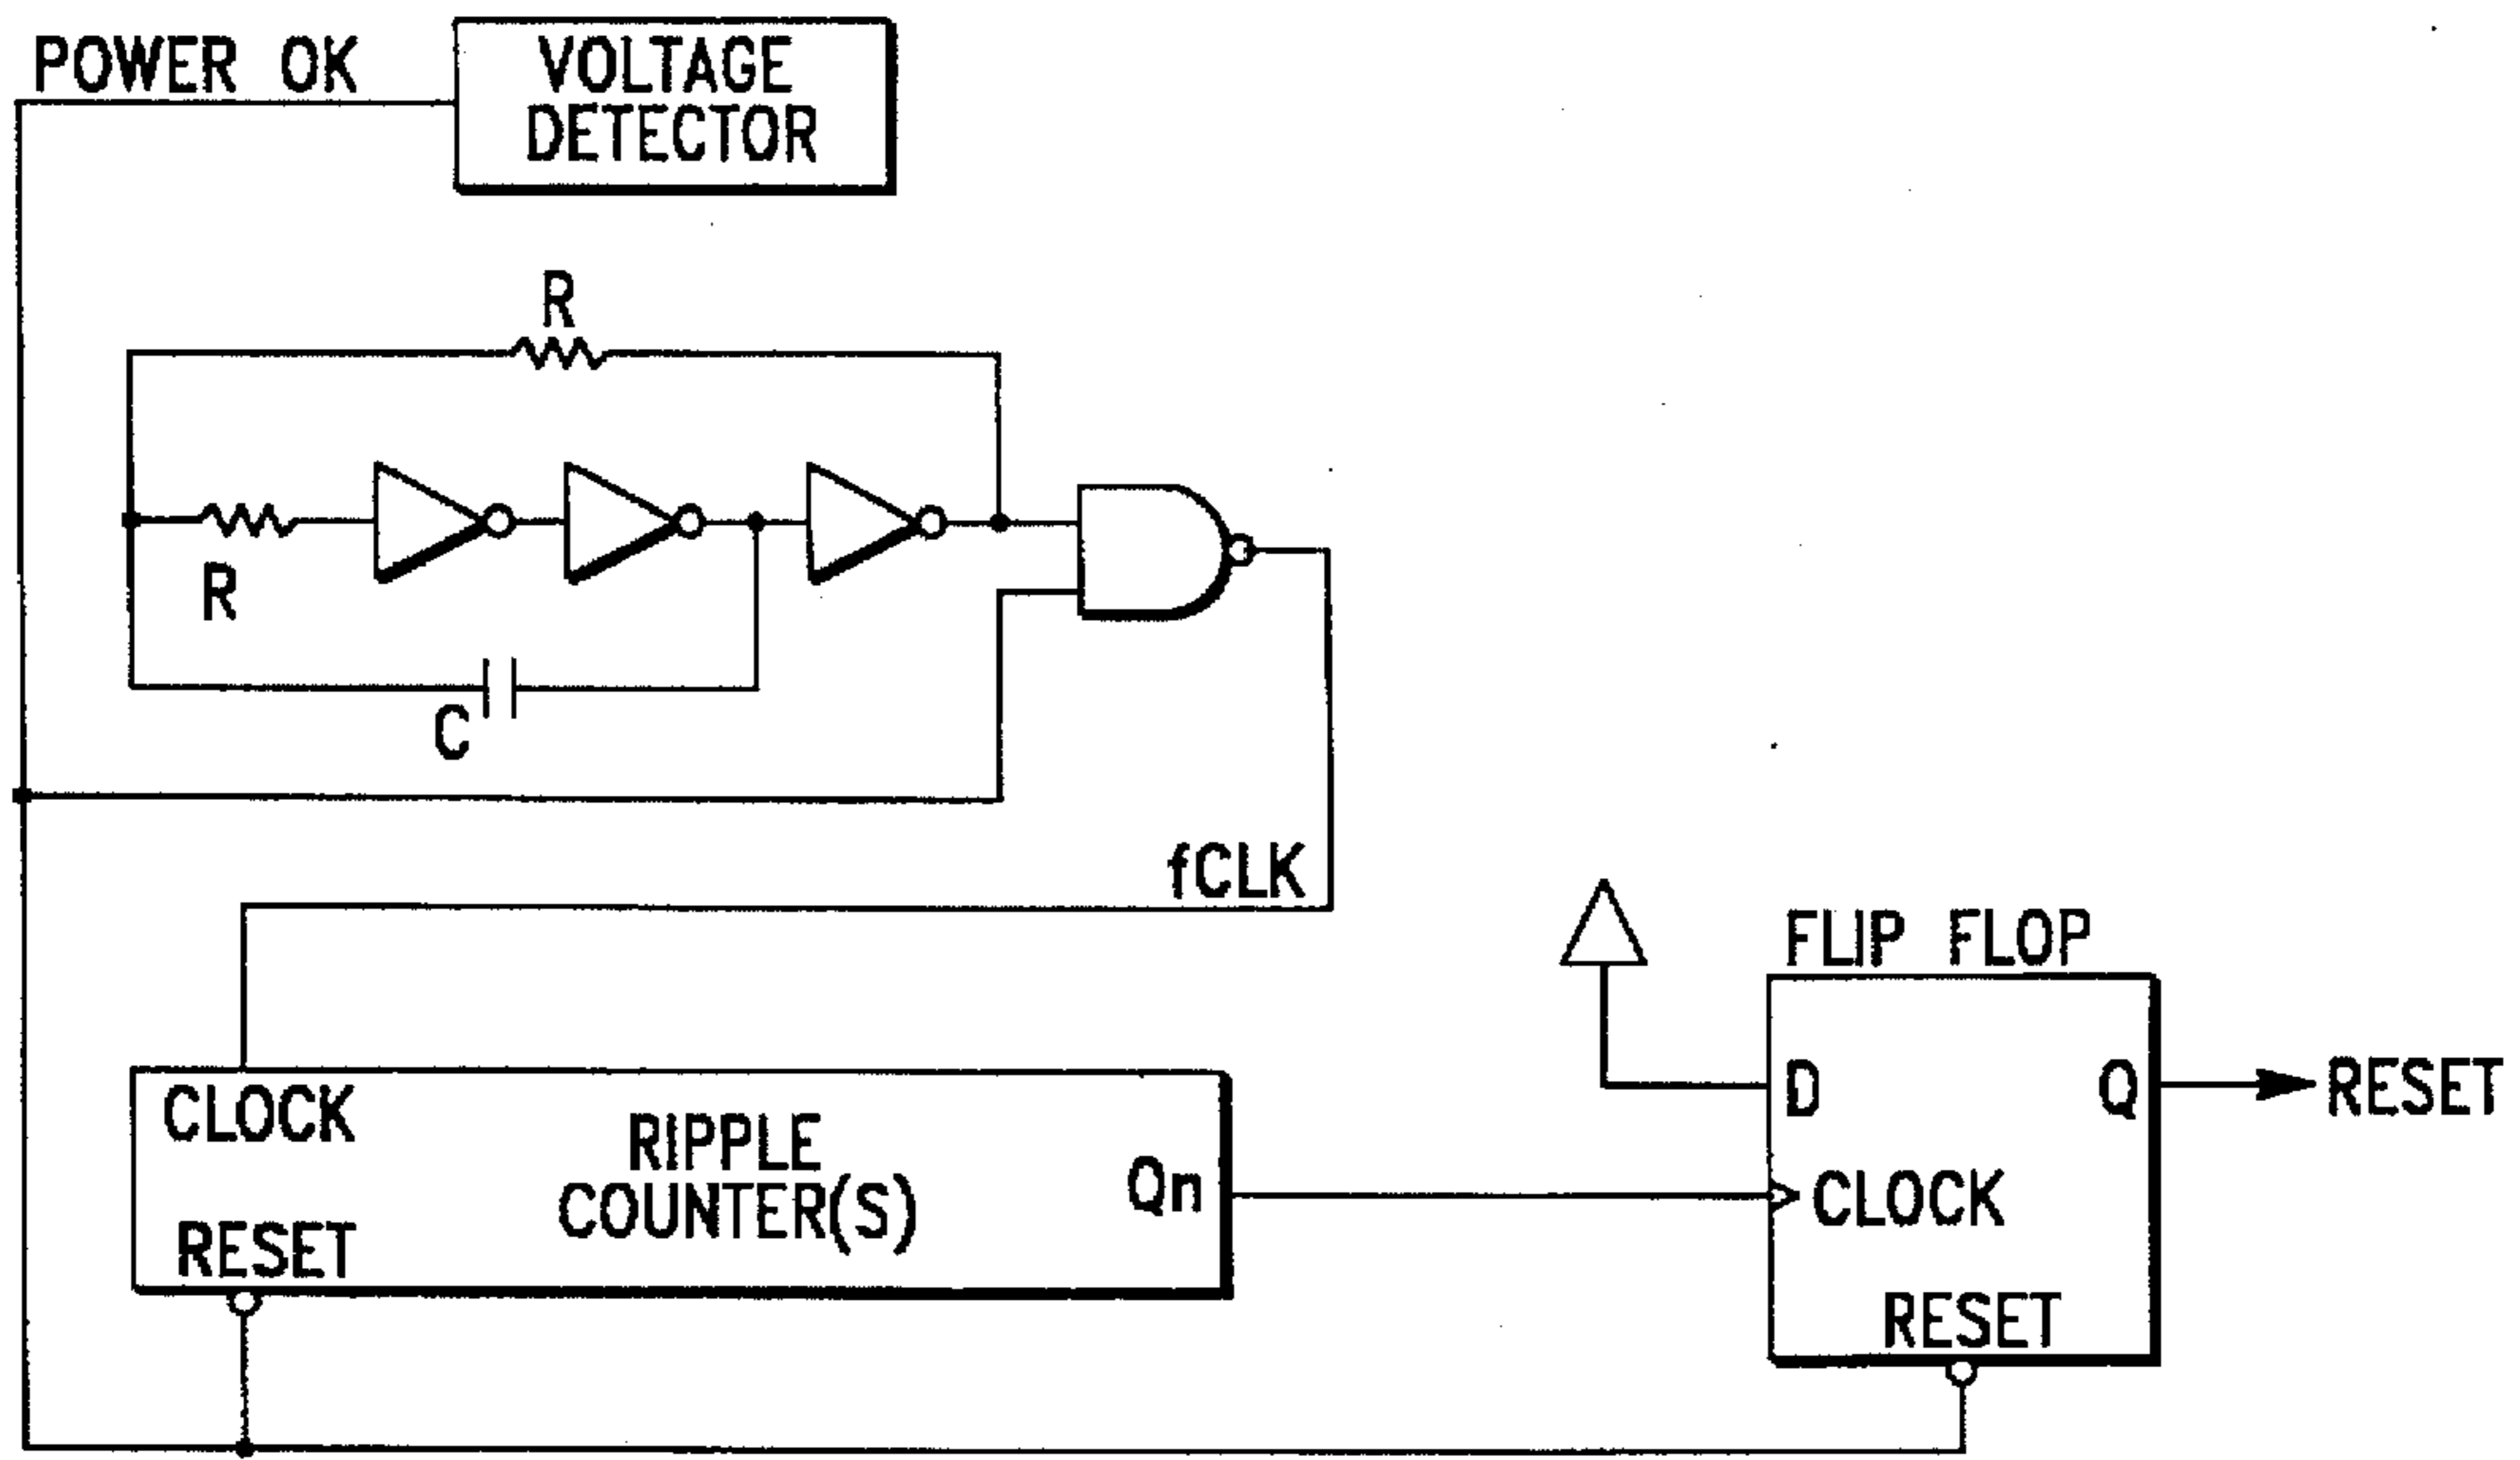 POWER OK
VOLTAGE
DETECTOR
R
R
C
fCLK
FLIP FLOP
CLOCK
RIPPLE
COUNTER(S)
Qn
RESET
D
Q
RESET
CLOCK
RESET